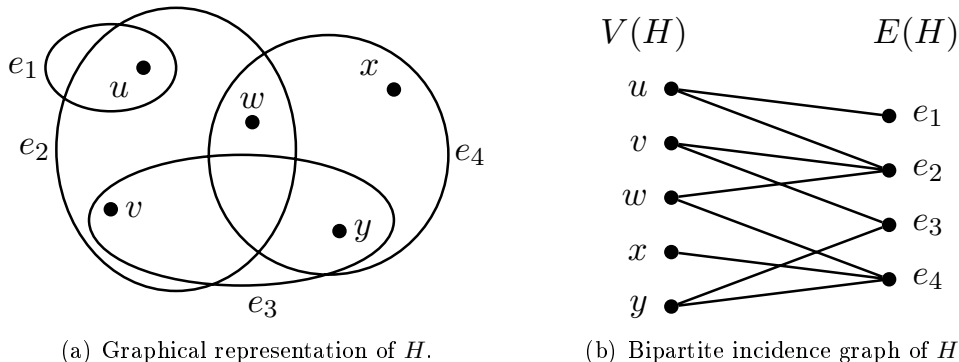 e1
u
x
w
e2
e4
v
y
e3
(a) Graphical representation of H.
V(H) E(H)
u
e1
v
e2
w
e3
x
e4
y
(b) Bipartite incidence graph of H